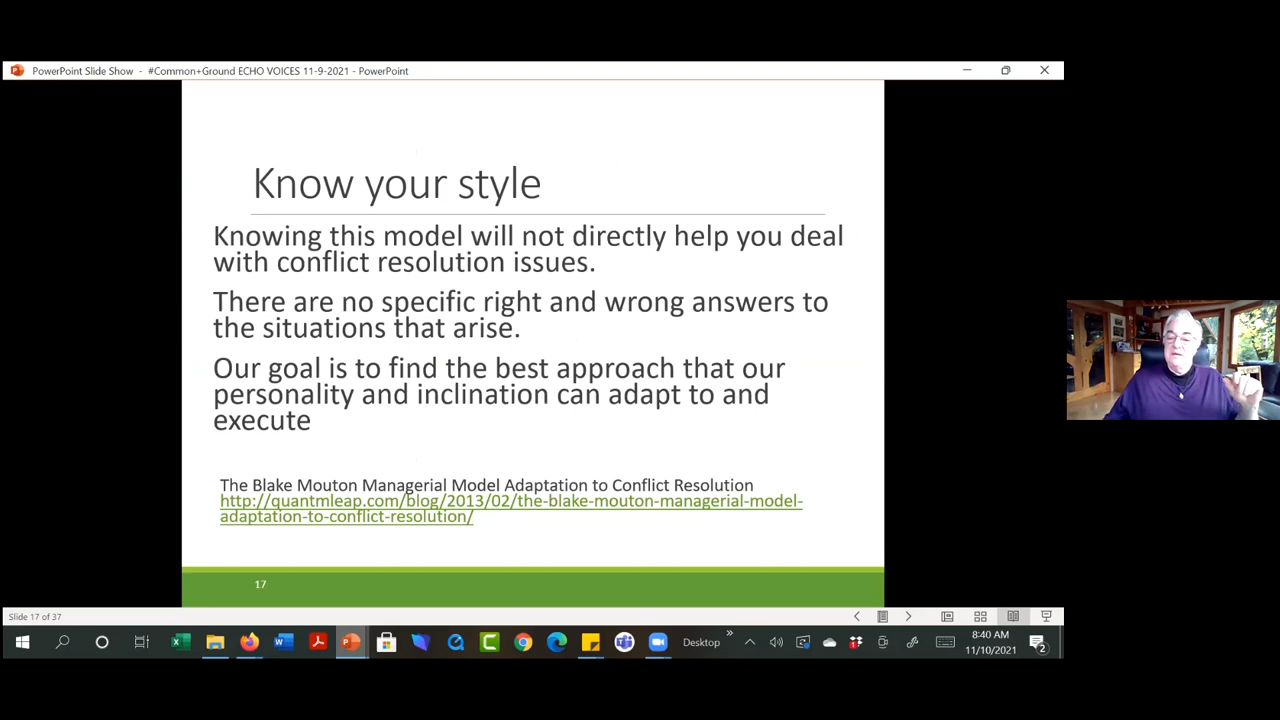 PowerPoint Slide Show - #Common+Ground ECHO VOICES 11-9-2021 - PowerPoint
Know your style
Knowing this model will not directly help you deal
with conflict resolution issues.
There are no specific right and wrong answers to
the situations that arise.
Our goal is to find the best approach that our
personality and inclination can adapt to and
execute
The Blake Mouton Managerial Model Adaptation to Conflict Resolution
http://quantmleap.com/blog/2013/02/the-blake-mouton-managerial-model-
adaptation-to-conflict-resolution/
17
Slide 17 of 37
Desktop
8:40 AM
11/10/2021
2